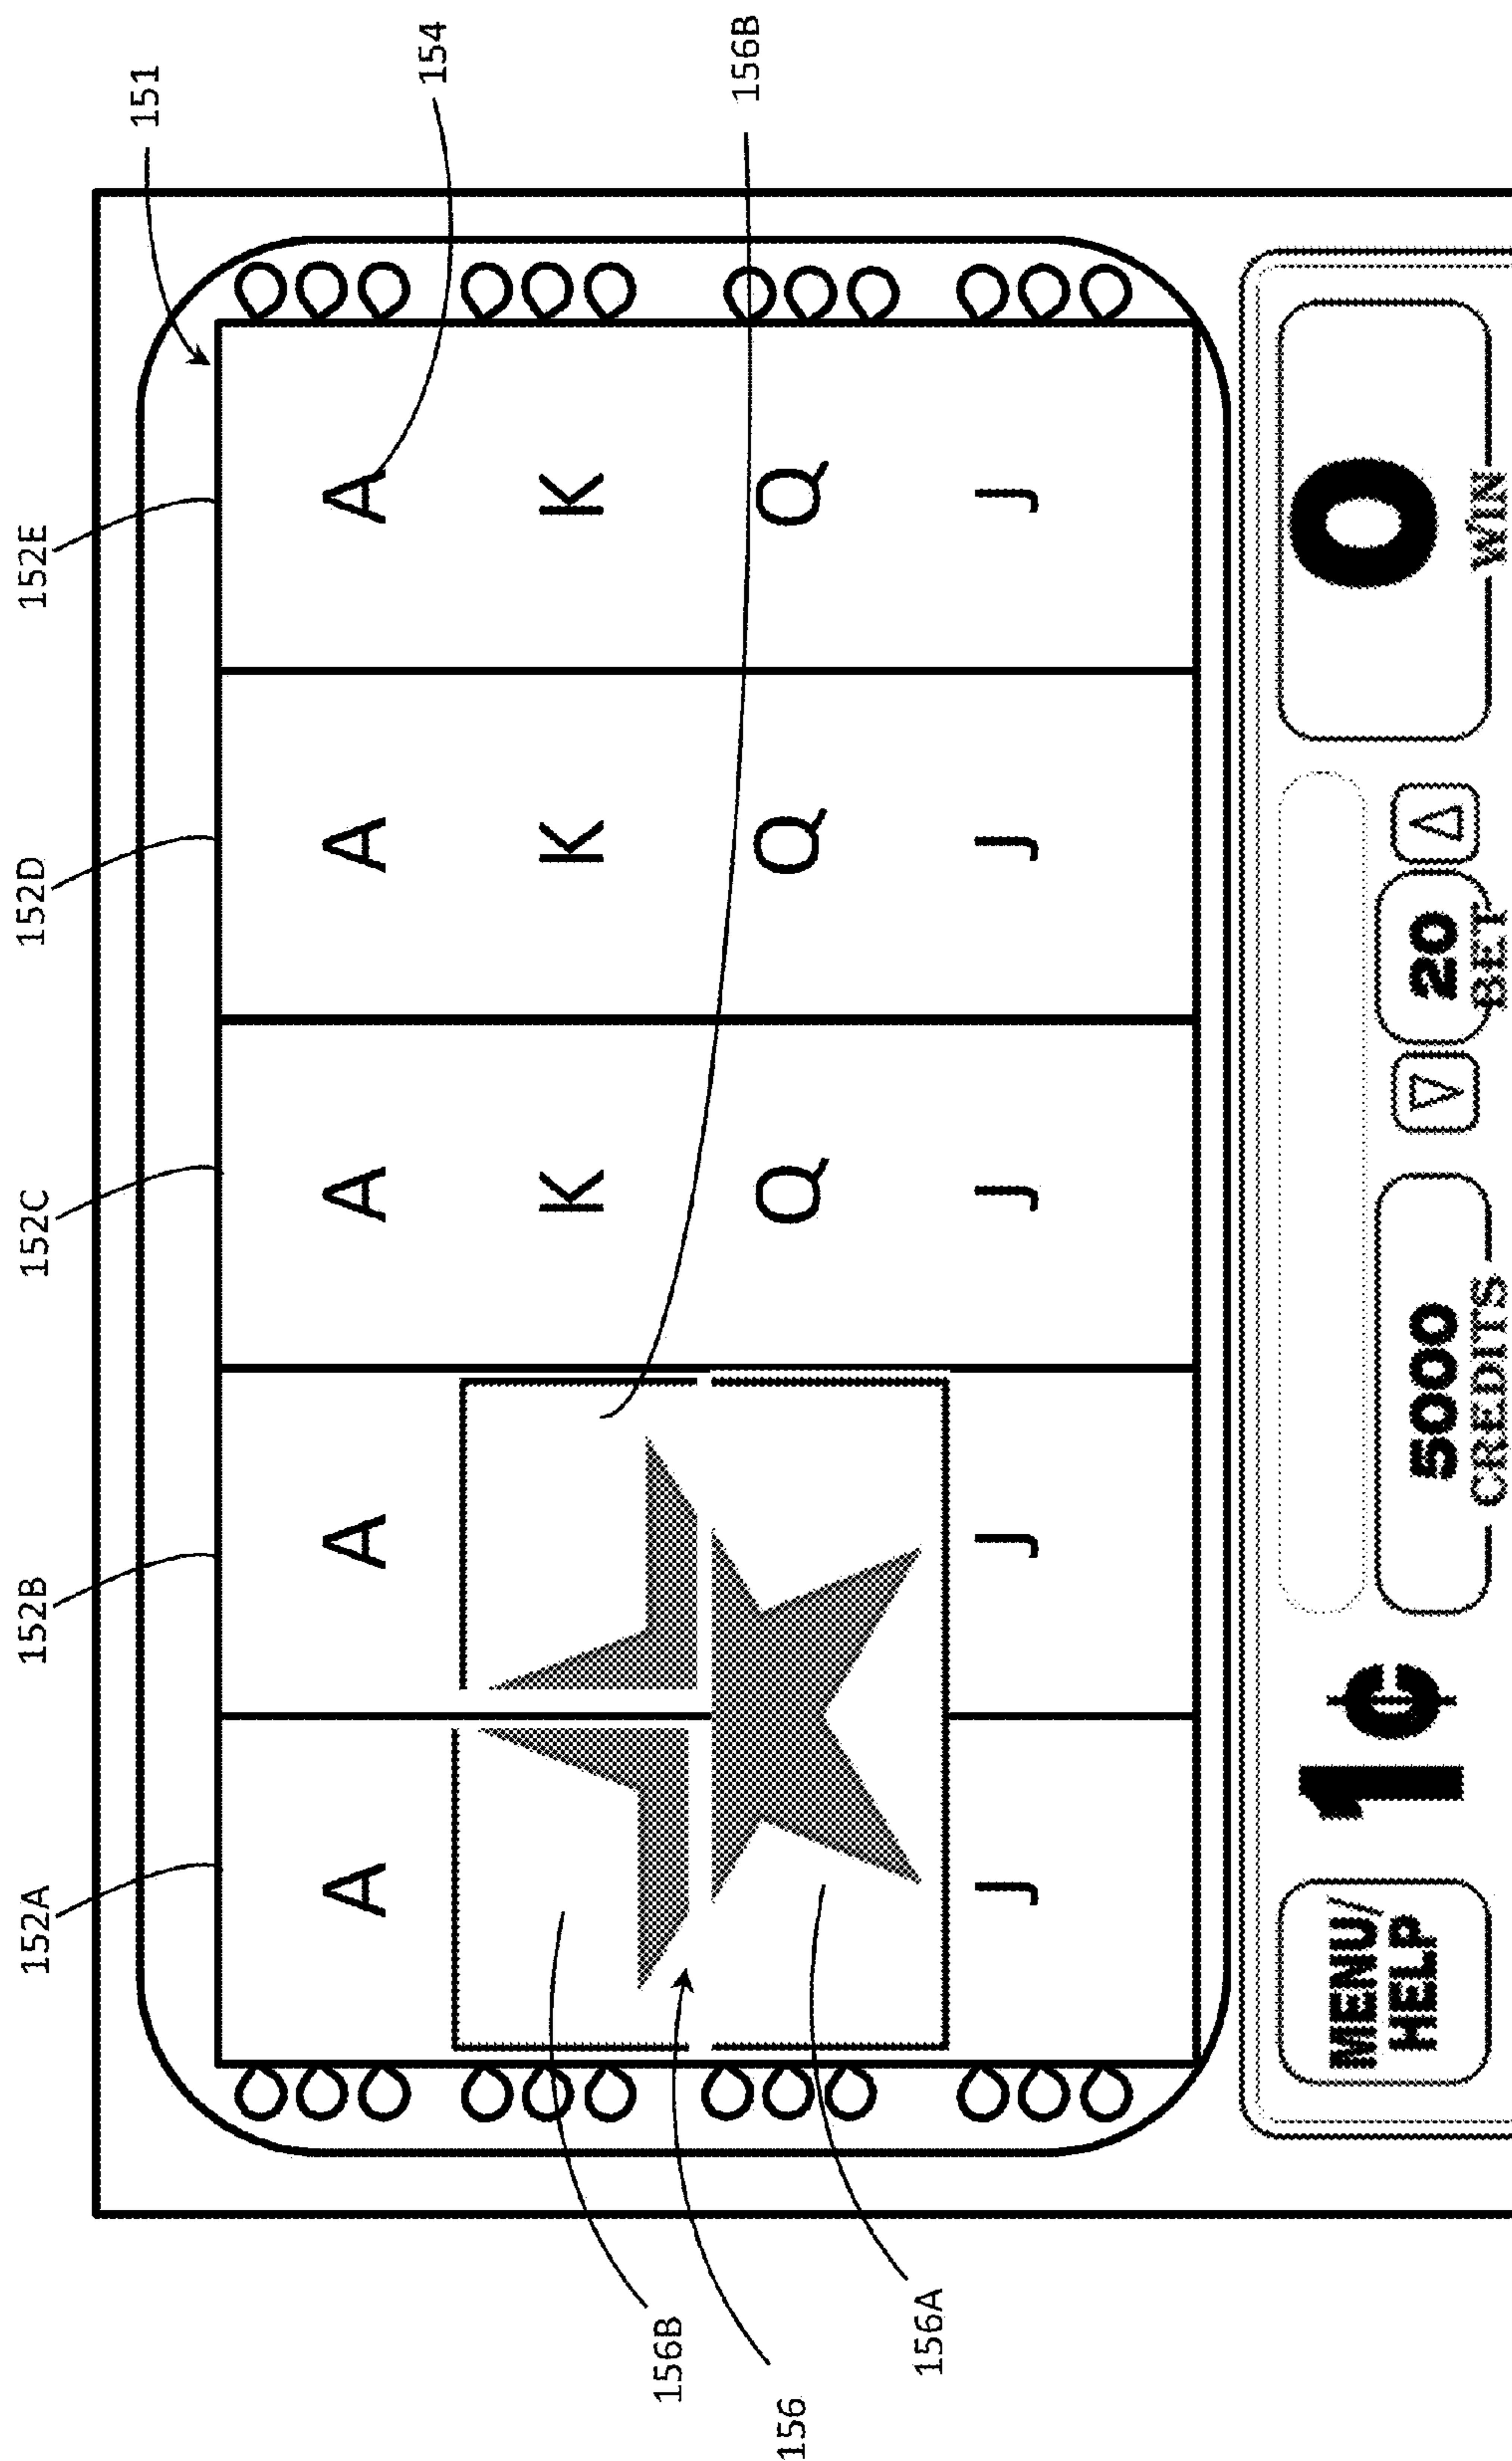 152A 152B 152C 152D 152E 151
154
A A A A A
K K K
156B
156B
156
Q Q Q
156A
J J J J J
MENU/
HELP
1¢
5000
CREDITS
20
BET
0
WIN